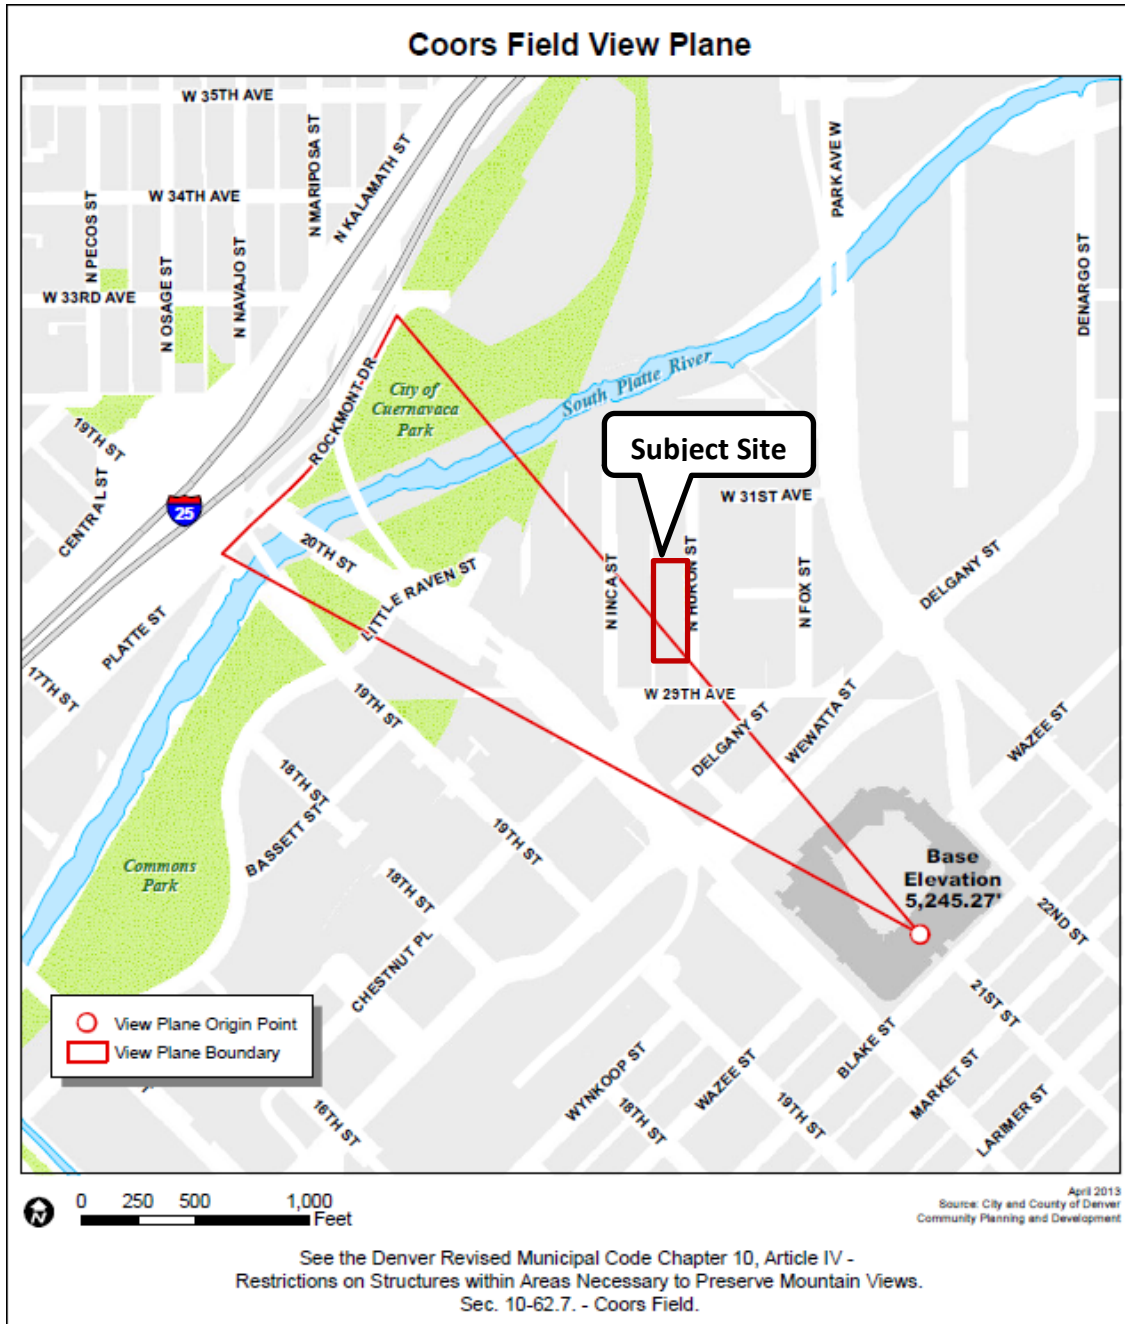 Coors Field View Plane
W 35TH AVE
N MARIPOSA ST
N KALAMATH ST
PARK AVE W
W 34TH AVE
N PECOS ST
N OSAGE ST
N NAVAJO ST
DENARGO ST
W 33RD AVE
ROCKMONT DR
City of
Cuernavaca
Park
South Platte River
19TH ST
CENTRAL ST
25
Subject Site
W 31ST AVE
20TH ST
LITTLE RAVEN ST
N INCA ST
N HURON ST
N FOX ST
DELGANY ST
PLATTE ST
17TH ST
19TH ST
W 29TH AVE
DELGANY ST
WEWATTA ST
WAZEE ST
18TH ST
BASSETT ST
19TH ST
Commons
Park
18TH ST
CHESTNUT PL
Base
Elevation
5,245.27'
22ND ST
21ST ST
View Plane Origin Point
View Plane Boundary
16TH ST
WYNKOOP ST
18TH ST
WAZEE ST
19TH ST
BLAKE ST
MARKET ST
LARIMER ST
N
0 250 500 1,000
Feet
April 2013
Source: City and County of Denver
Community Planning and Development
See the Denver Revised Municipal Code Chapter 10, Article IV -
Restrictions on Structures within Areas Necessary to Preserve Mountain Views.
Sec. 10-62.7. - Coors Field.